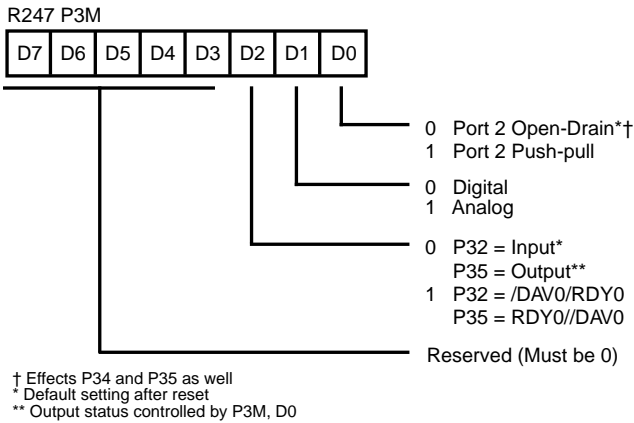 R247 P3M
D7 D6 D5 D4 D3 D2 D1 D0
0 Port 2 Open-Drain*†
1 Port 2 Push-pull
0 Digital
1 Analog
0 P32 = Input*
P35 = Output**
1 P32 = /DAV0/RDY0
P35 = RDY0//DAV0
Reserved (Must be 0)
† Effects P34 and P35 as well
* Default setting after reset
** Output status controlled by P3M, D0